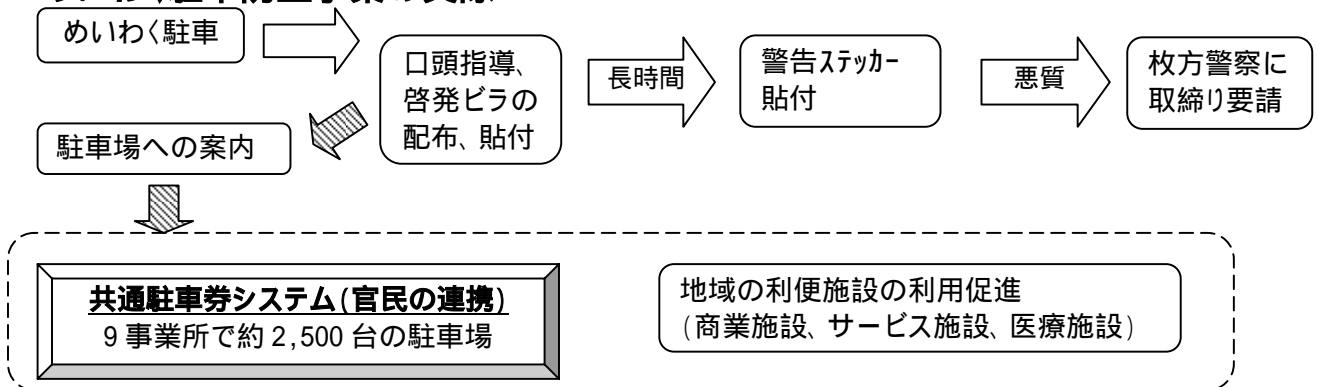 めいわく駐車
口頭指導、
啓発ビラの
配布、貼付
長時間
警告ステッカー
貼付
悪質
枚方警察に
取締り要請
駐車場への案内
共通駐車券システム(官民の連携)
9事業所で約2,500台の駐車場
地域の利便施設の利用促進
(商業施設、サービス施設、医療施設)